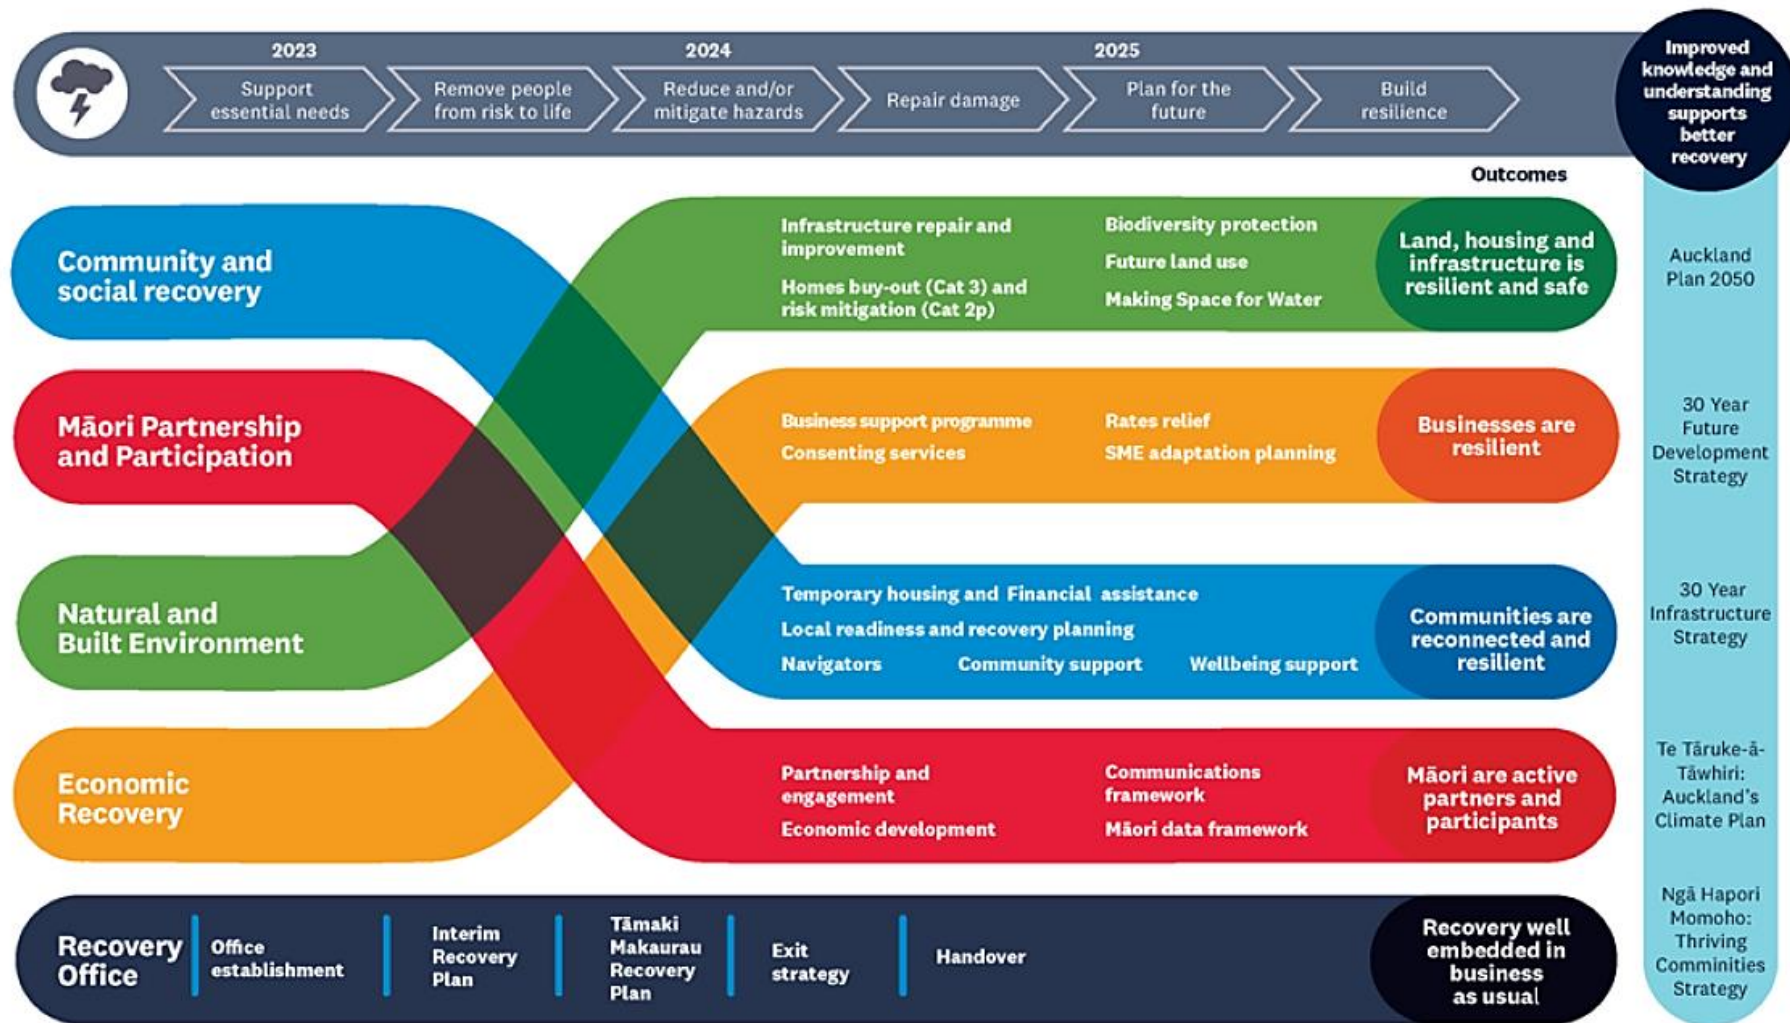 2023
2024
2025
Support
essential needs
Remove people
from risk to life
Reduce and/or
mitigate hazards
Repair damage
Plan for the
future
Build
resilience
Improved
knowledge and
understanding
supports
better
recovery
Outcomes
Community and
social recovery
Māori Partnership
and Participation
Natural and
Built Environment
Economic
Recovery
Infrastructure repair and
improvement
Homes buy-out (Cat 3) and
risk mitigation (Cat 2p)
Biodiversity protection
Future land use
Making Space for Water
Land, housing and
infrastructure is
resilient and safe
Business support programme
Consenting services
Rates relief
SME adaptation planning
Businesses are
resilient
Temporary housing and Financial assistance
Local readiness and recovery planning
Navigators
Community support
Wellbeing support
Communities are
reconnected and
resilient
Partnership and
engagement
Economic development
Communications
framework
Māori data framework
Māori are active
partners and
participants
Recovery
Office
Office
establishment
Interim
Recovery
Plan
Tāmaki
Makaurau
Recovery
Plan
Exit
strategy
Handover
Recovery well
embedded in
business
as usual
Auckland
Plan 2050
30 Year
Future
Development
Strategy
30 Year
Infrastructure
Strategy
Te Tāruke-ā-
Tāwhiri:
Auckland's
Climate Plan
Ngā Hapori
Momoho:
Thriving
Comminities
Strategy